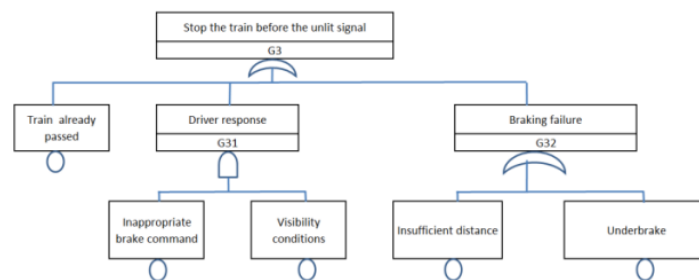 Stop the train before the unlit signal
G3
Train already
passed
Driver response
G31
Braking failure
G32
Inappropriate
brake command
Visibility
conditions
Insufficient distance
Underbrake